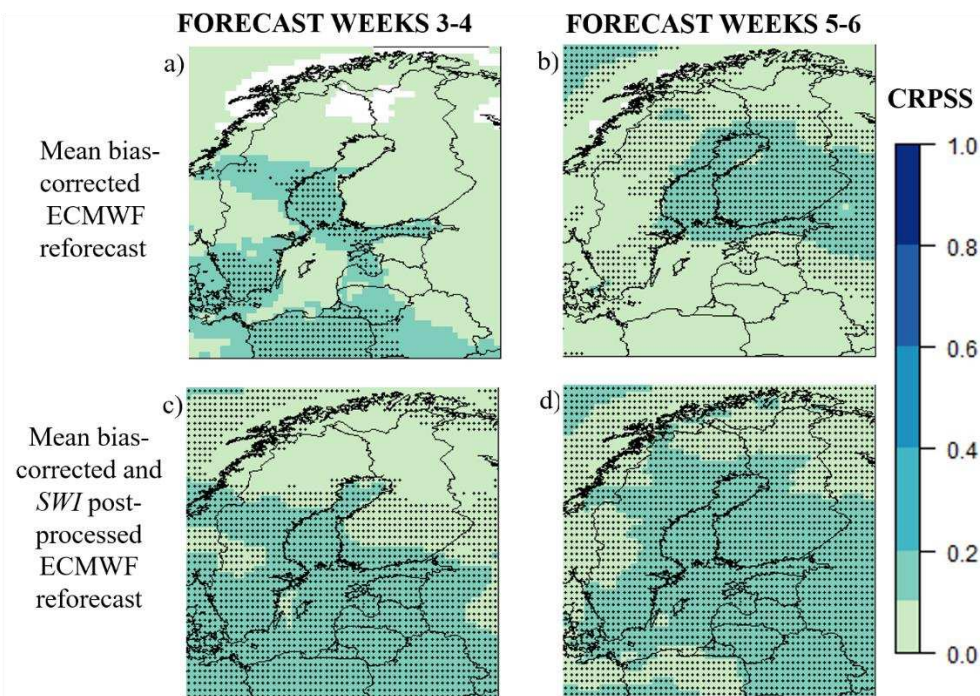 FORECAST WEEKS 3-4
FORECAST WEEKS 5-6
a)
b)
CRPSS
Mean bias-
corrected
ECMWF
reforecast
1.0
0.8
0.6
0.4
0.2
0.0
c)
d)
Mean bias-
corrected and
SWI post-
processed
ECMWF
reforecast